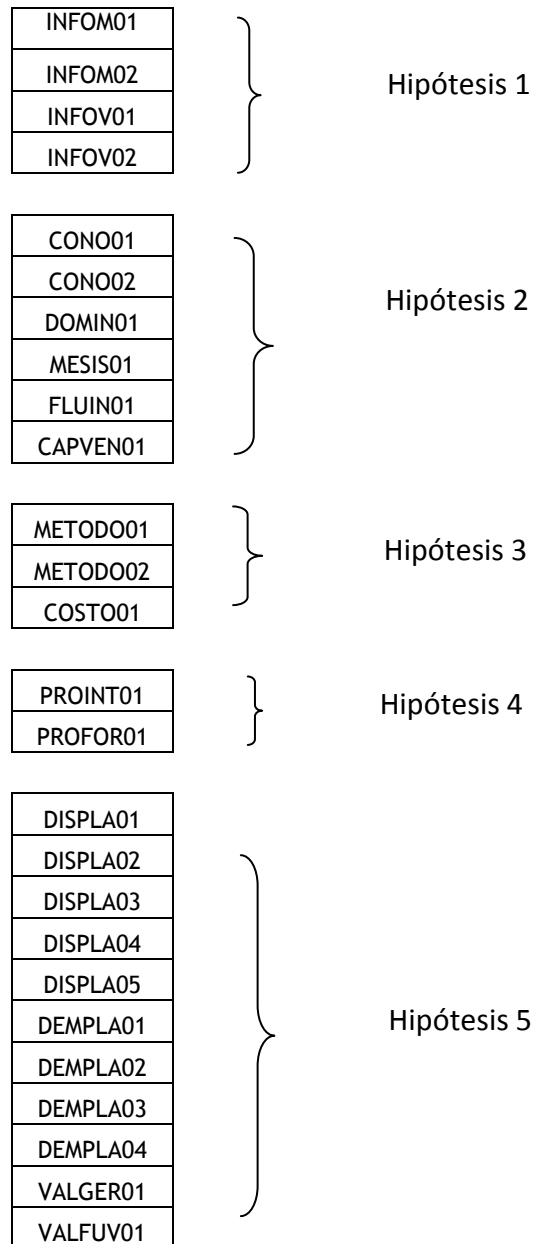 INFOM01
INFOM02
INFOV01
INFOV02
Hipótesis 1
CONO01
CONO02
DOMIN01
MESIS01
FLUIN01
CAPVEN01
Hipótesis 2
METODO01
METODO02
COSTO01
Hipótesis 3
PROINT01
PROFOR01
Hipótesis 4
DISPLA01
DISPLA02
DISPLA03
DISPLA04
DISPLA05
DEMPLA01
DEMPLA02
DEMPLA03
DEMPLA04
VALGER01
VALFUV01
Hipótesis 5